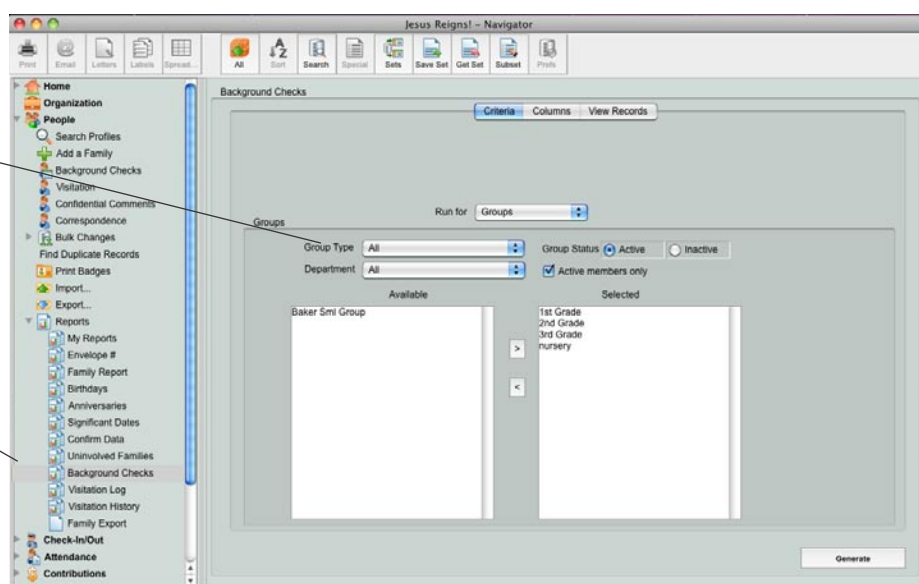 Jesus Reigns! - Navigator
Print Email Letters Labels Spread... All Sort Search Special Sets Save Set Get Set Subset Prefs
Home
Organization
People
Search Profiles
Add a Family
Background Checks
Visitation
Confidential Comments
Correspondence
Bulk Changes
Find Duplicate Records
Print Badges
Import...
Export...
Reports
My Reports
Envelope #
Family Report
Birthdays
Anniversaries
Significant Dates
Confirm Data
Uninvolved Families
Background Checks
Visitation Log
Visitation History
Family Export
Check-In/Out
Attendance
Contributions
Background Checks
Criteria Columns View Records
Run for Groups
Groups
Group Type All Group Status Active Inactive
Department All Active members only
Available Selected
Baker Sml Group
1st Grade
2nd Grade
3rd Grade
nursery
>
<
Generate